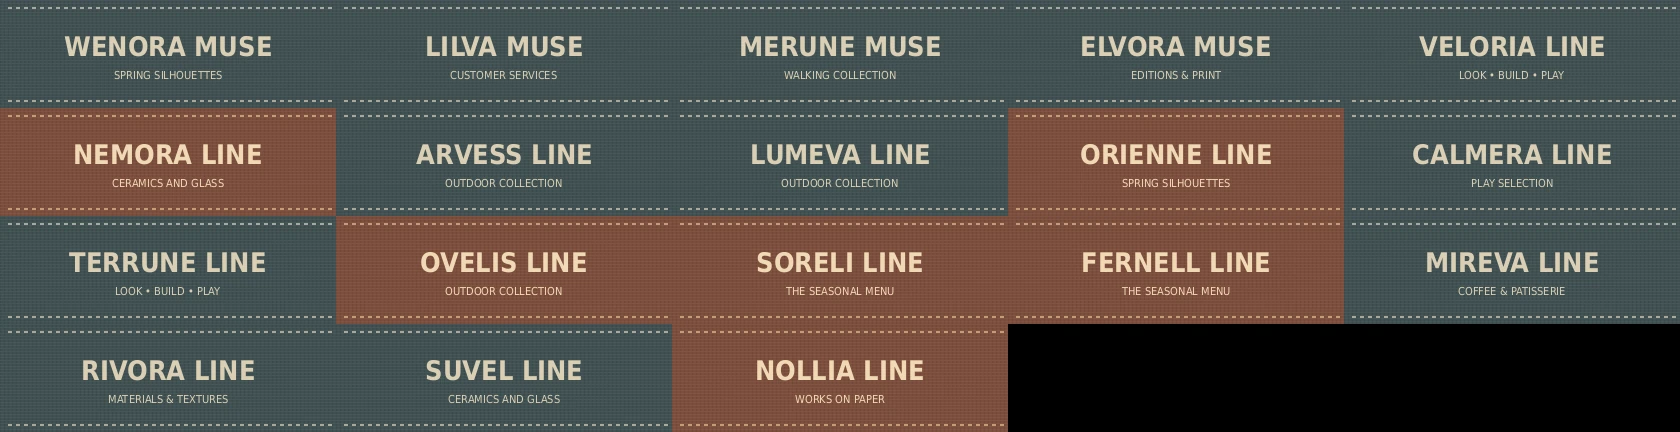 WENORA MUSE
SPRING SILHOUETTES
LILVA MUSE
CUSTOMER SERVICES
MERUNE MUSE
WALKING COLLECTION
ELVORA MUSE
EDITIONS & PRINT
VELORIA LINE
LOOK • BUILD • PLAY
NEMORA LINE
CERAMICS AND GLASS
ARVESS LINE
OUTDOOR COLLECTION
LUMEVA LINE
OUTDOOR COLLECTION
ORIENNE LINE
SPRING SILHOUETTES
CALMERA LINE
PLAY SELECTION
TERRUNE LINE
LOOK • BUILD • PLAY
OVELIS LINE
OUTDOOR COLLECTION
SORELI LINE
THE SEASONAL MENU
FERNELL LINE
THE SEASONAL MENU
MIREVA LINE
COFFEE & PATISSERIE
RIVORA LINE
MATERIALS & TEXTURES
SUVEL LINE
CERAMICS AND GLASS
NOLLIA LINE
WORKS ON PAPER